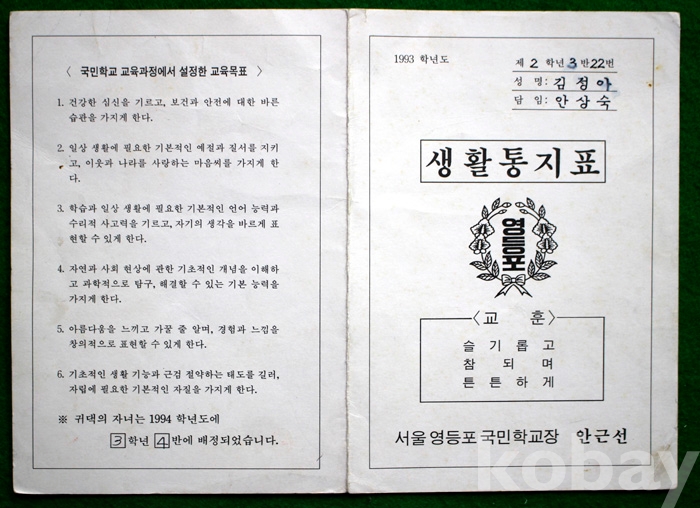 〈 국민학교 교육과정에서 설정한 교육목표 〉
1. 건강한 심신을 기르고, 보건과 안전에 대한 바른
습관을 가지게 한다.
2. 일상 생활에 필요한 기본적인 예절과 질서를 지키
고, 이웃과 나라를 사랑하는 마음씨를 가지게 한
다.
3. 학습과 일상 생활에 필요한 기본적인 언어 능력과
수리적 사고력을 기르고, 자기의 생각을 바르게 표
현할 수 있게 한다.
4. 자연과 사회 현상에 관한 기초적인 개념을 이해하
고 과학적으로 탐구, 해결할 수 있는 기본 능력을
가지게 한다.
5. 아름다움을 느끼고 가꿀 줄 알며, 경험과 느낌을
창의적으로 표현할 수 있게 한다.
6. 기초적인 생활 기능과 근검 절약하는 태도를 길러,
자립에 필요한 기본적인 자질을 가지게 한다.
※ 귀댁의 자녀는 1994 학년도에
3 학년 4 반에 배정되었습니다.
1993 학년도
제 2 학년 3 반 22번
성 명: 김정아
담 임: 안상숙
생활통지표
영등포
〈교 훈〉
슬기롭고
참되며
튼튼하게
서울 영등포 국민학교장 안근선
kobay